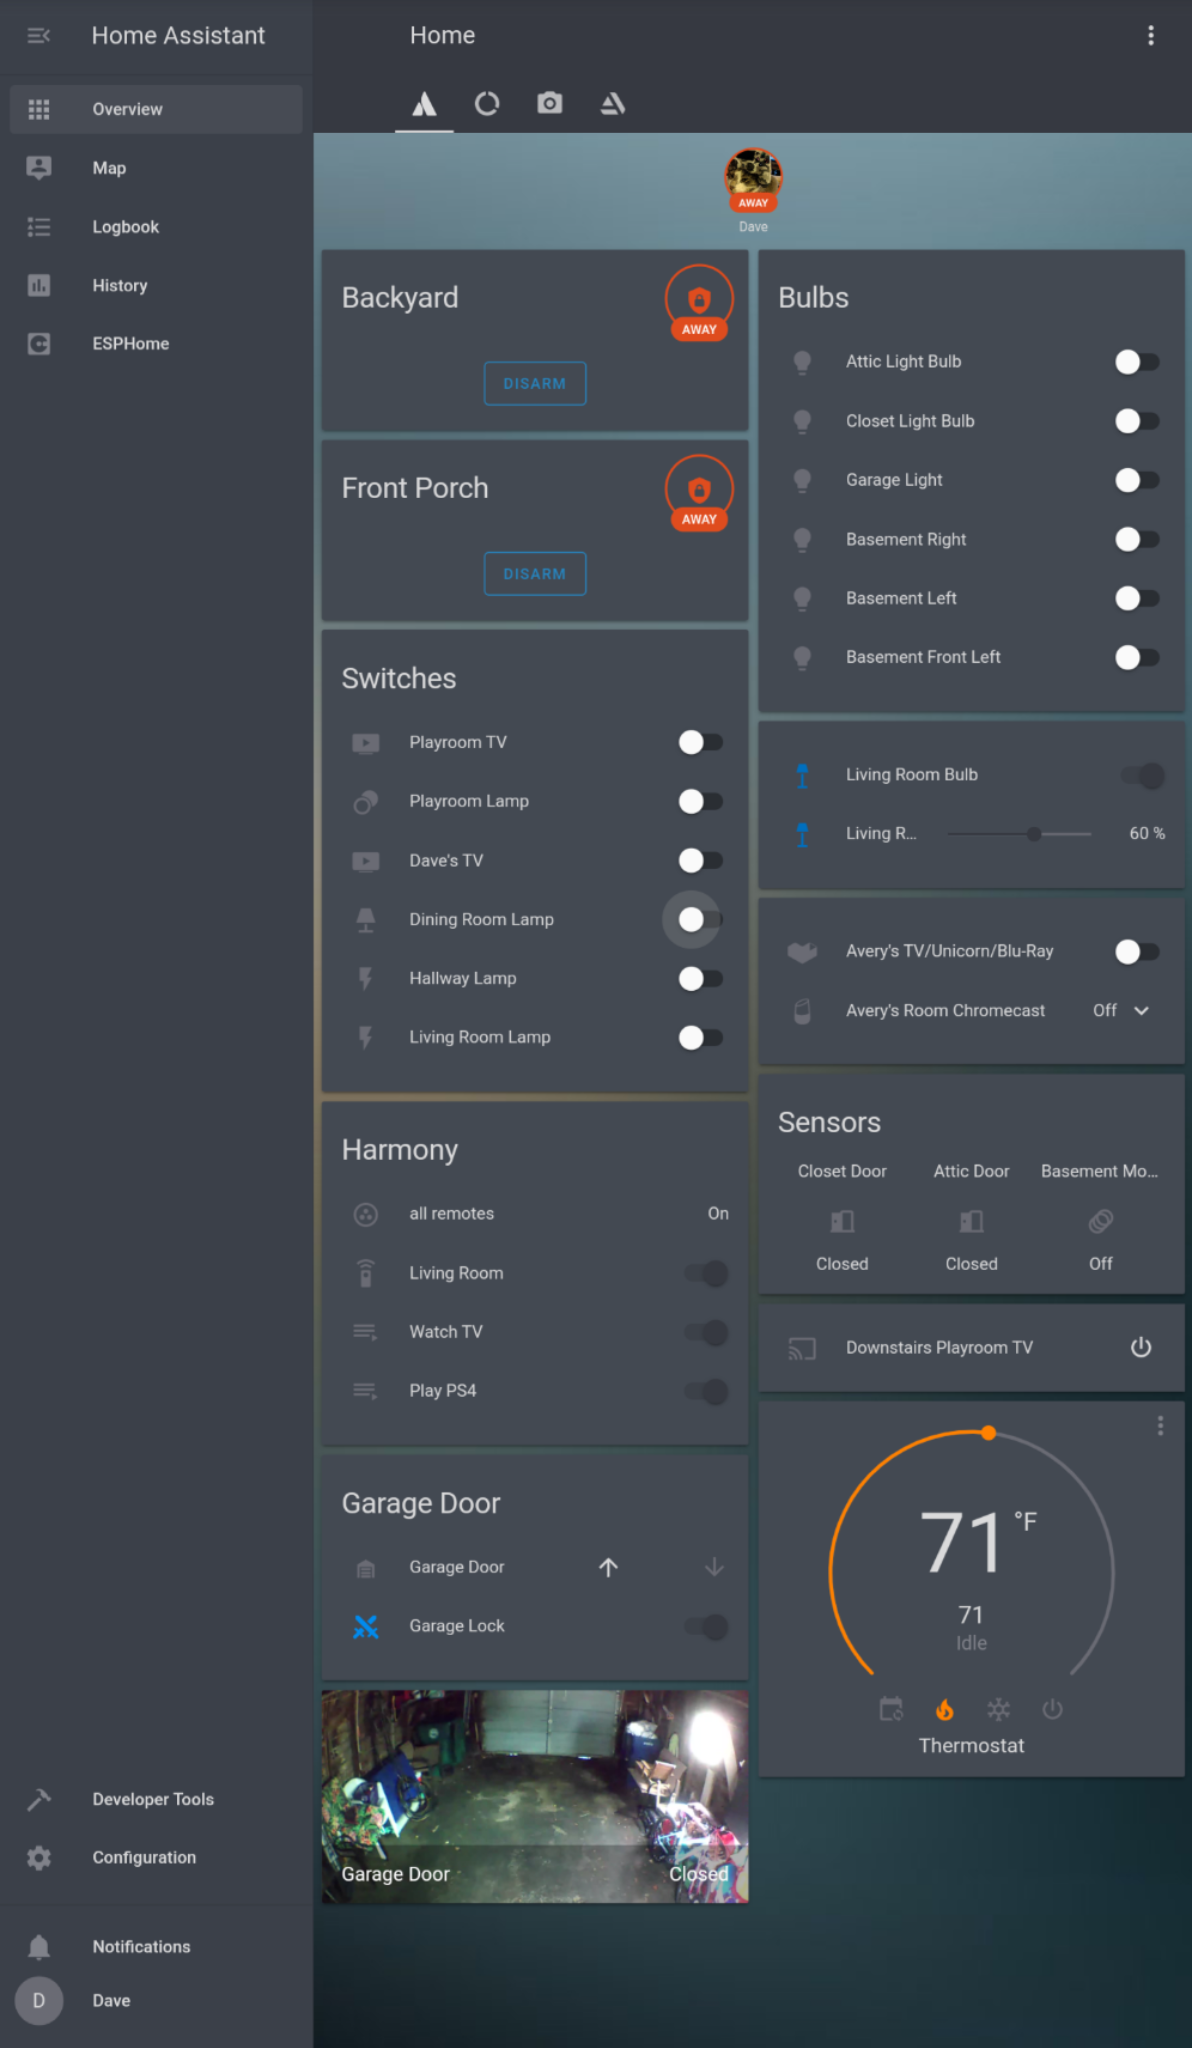 Home Assistant
Overview
Map
Logbook
History
ESPHome
Developer Tools
Configuration
Notifications
D
Dave
Home
AWAY
Dave
Backyard
AWAY
DISARM
Front Porch
AWAY
DISARM
Switches
Playroom TV
Playroom Lamp
Dave's TV
Dining Room Lamp
Hallway Lamp
Living Room Lamp
Harmony
all remotes On
Living Room
Watch TV
Play PS4
Garage Door
Garage Door
Garage Lock
Garage Door Closed
Bulbs
Attic Light Bulb
Closet Light Bulb
Garage Light
Basement Right
Basement Left
Basement Front Left
Living Room Bulb
Living R... 60 %
Avery's TV/Unicorn/Blu-Ray
Avery's Room Chromecast Off
Sensors
Closet Door Attic Door Basement Mo...
Closed Closed Off
Downstairs Playroom TV
71 °F
71
Idle
Thermostat